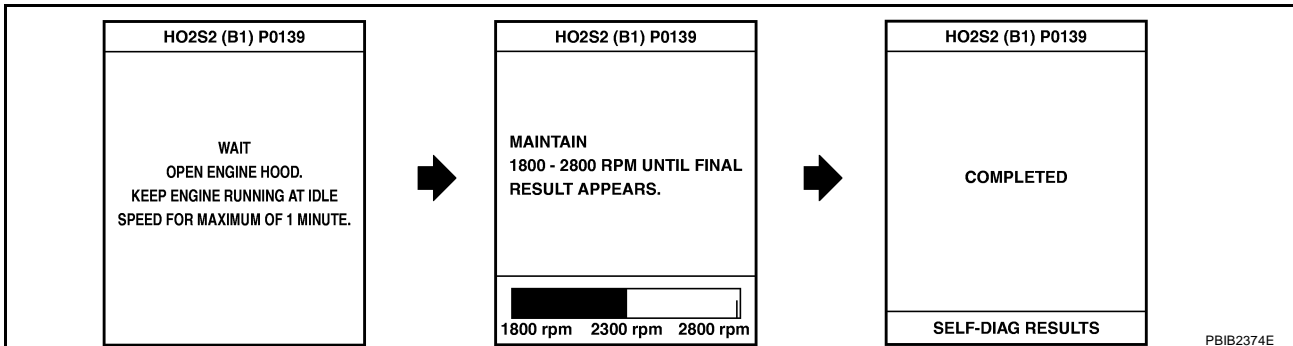 HO2S2 (B1) P0139
WAIT
OPEN ENGINE HOOD.
KEEP ENGINE RUNNING AT IDLE
SPEED FOR MAXIMUM OF 1 MINUTE.
HO2S2 (B1) P0139
MAINTAIN
1800 - 2800 RPM UNTIL FINAL
RESULT APPEARS.
1800 rpm 2300 rpm 2800 rpm
HO2S2 (B1) P0139
COMPLETED
SELF-DIAG RESULTS
PBIB2374E